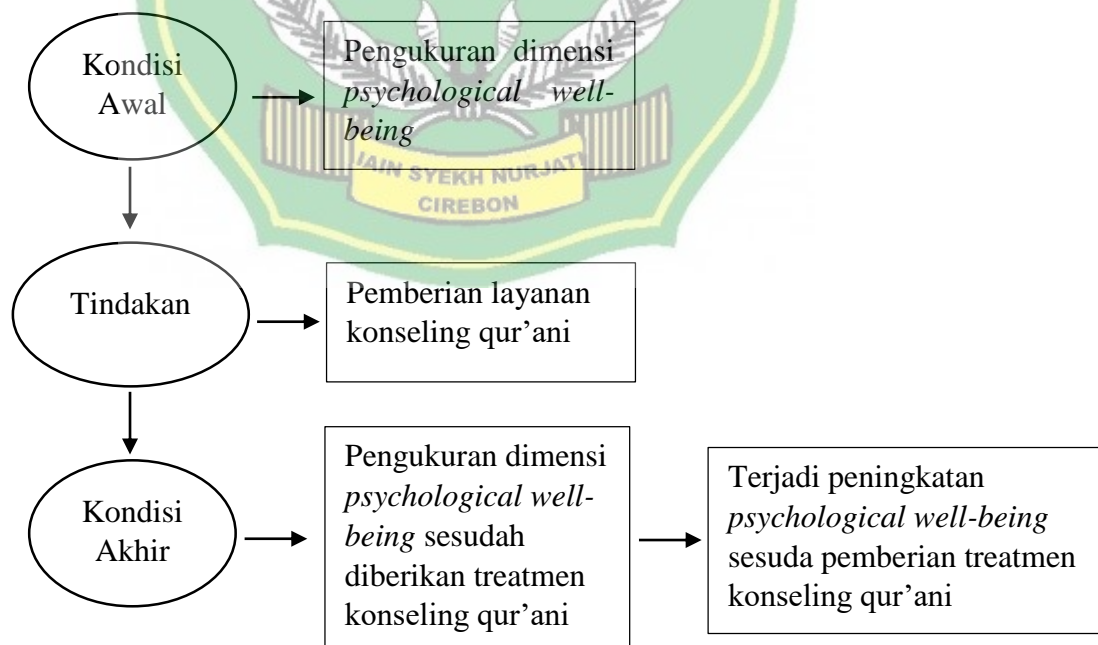 Kondisi
Awal
Pengukuran dimensi
psychological well-
being
IAIN SYEKH NURJATI
CIREBON
Tindakan
Pemberian layanan
konseling qur’ani
Kondisi
Akhir
Pengukuran dimensi
psychological well-
being sesudah
diberikan treatmen
konseling qur’ani
Terjadi peningkatan
psychological well-being
sesuda pemberian treatmen
konseling qur’ani